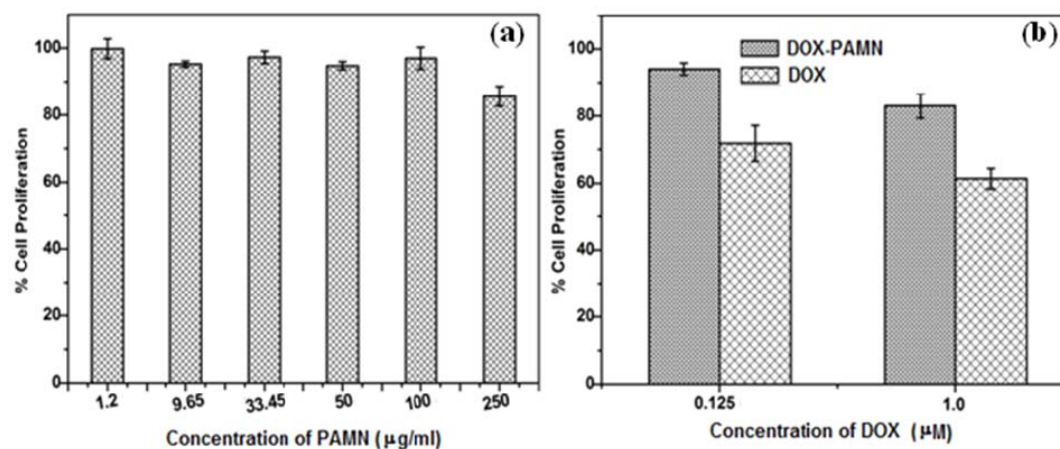 (a)
% Cell Proliferation
100
80
60
40
20
0
1.2 9.65 33.45 50 100 250
Concentration of PAMN (μg/ml)
(b)
DOX-PAMN
DOX
% Cell Proliferation
100
80
60
40
20
0
0.125 1.0
Concentration of DOX (μM)